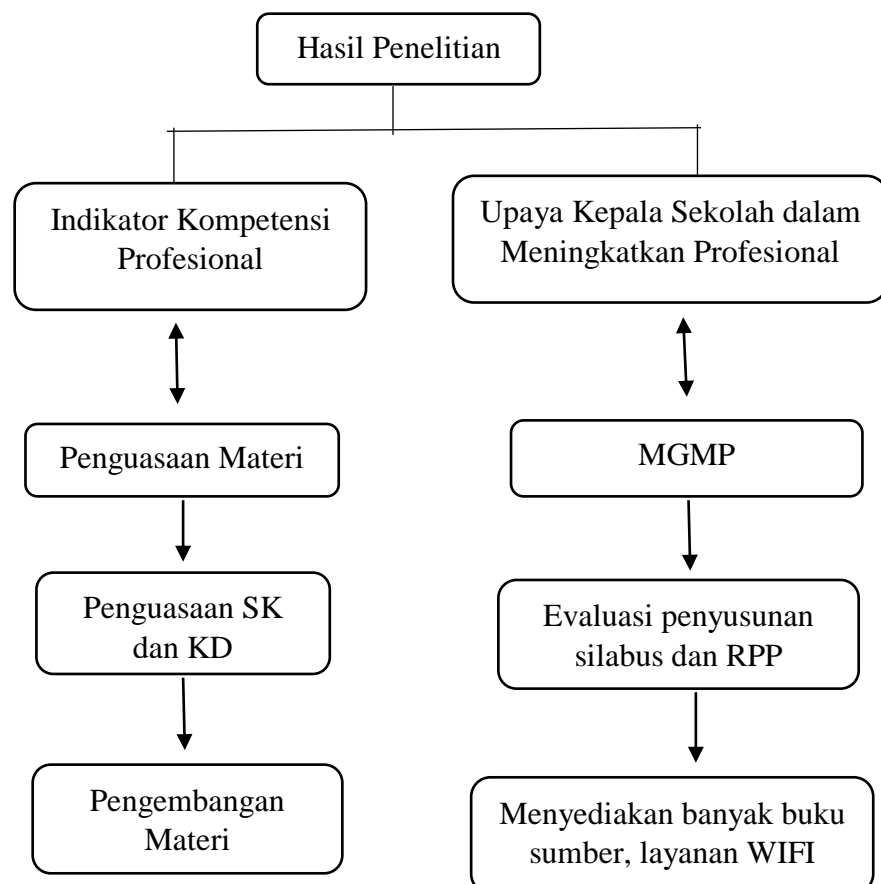 Hasil Penelitian
Indikator Kompetensi
Profesional
Upaya Kepala Sekolah dalam
Meningkatkan Profesional
Penguasaan Materi
MGMP
Penguasaan SK
dan KD
Evaluasi penyusunan
silabus dan RPP
Pengembangan
Materi
Menyediakan banyak buku
sumber, layanan WIFI